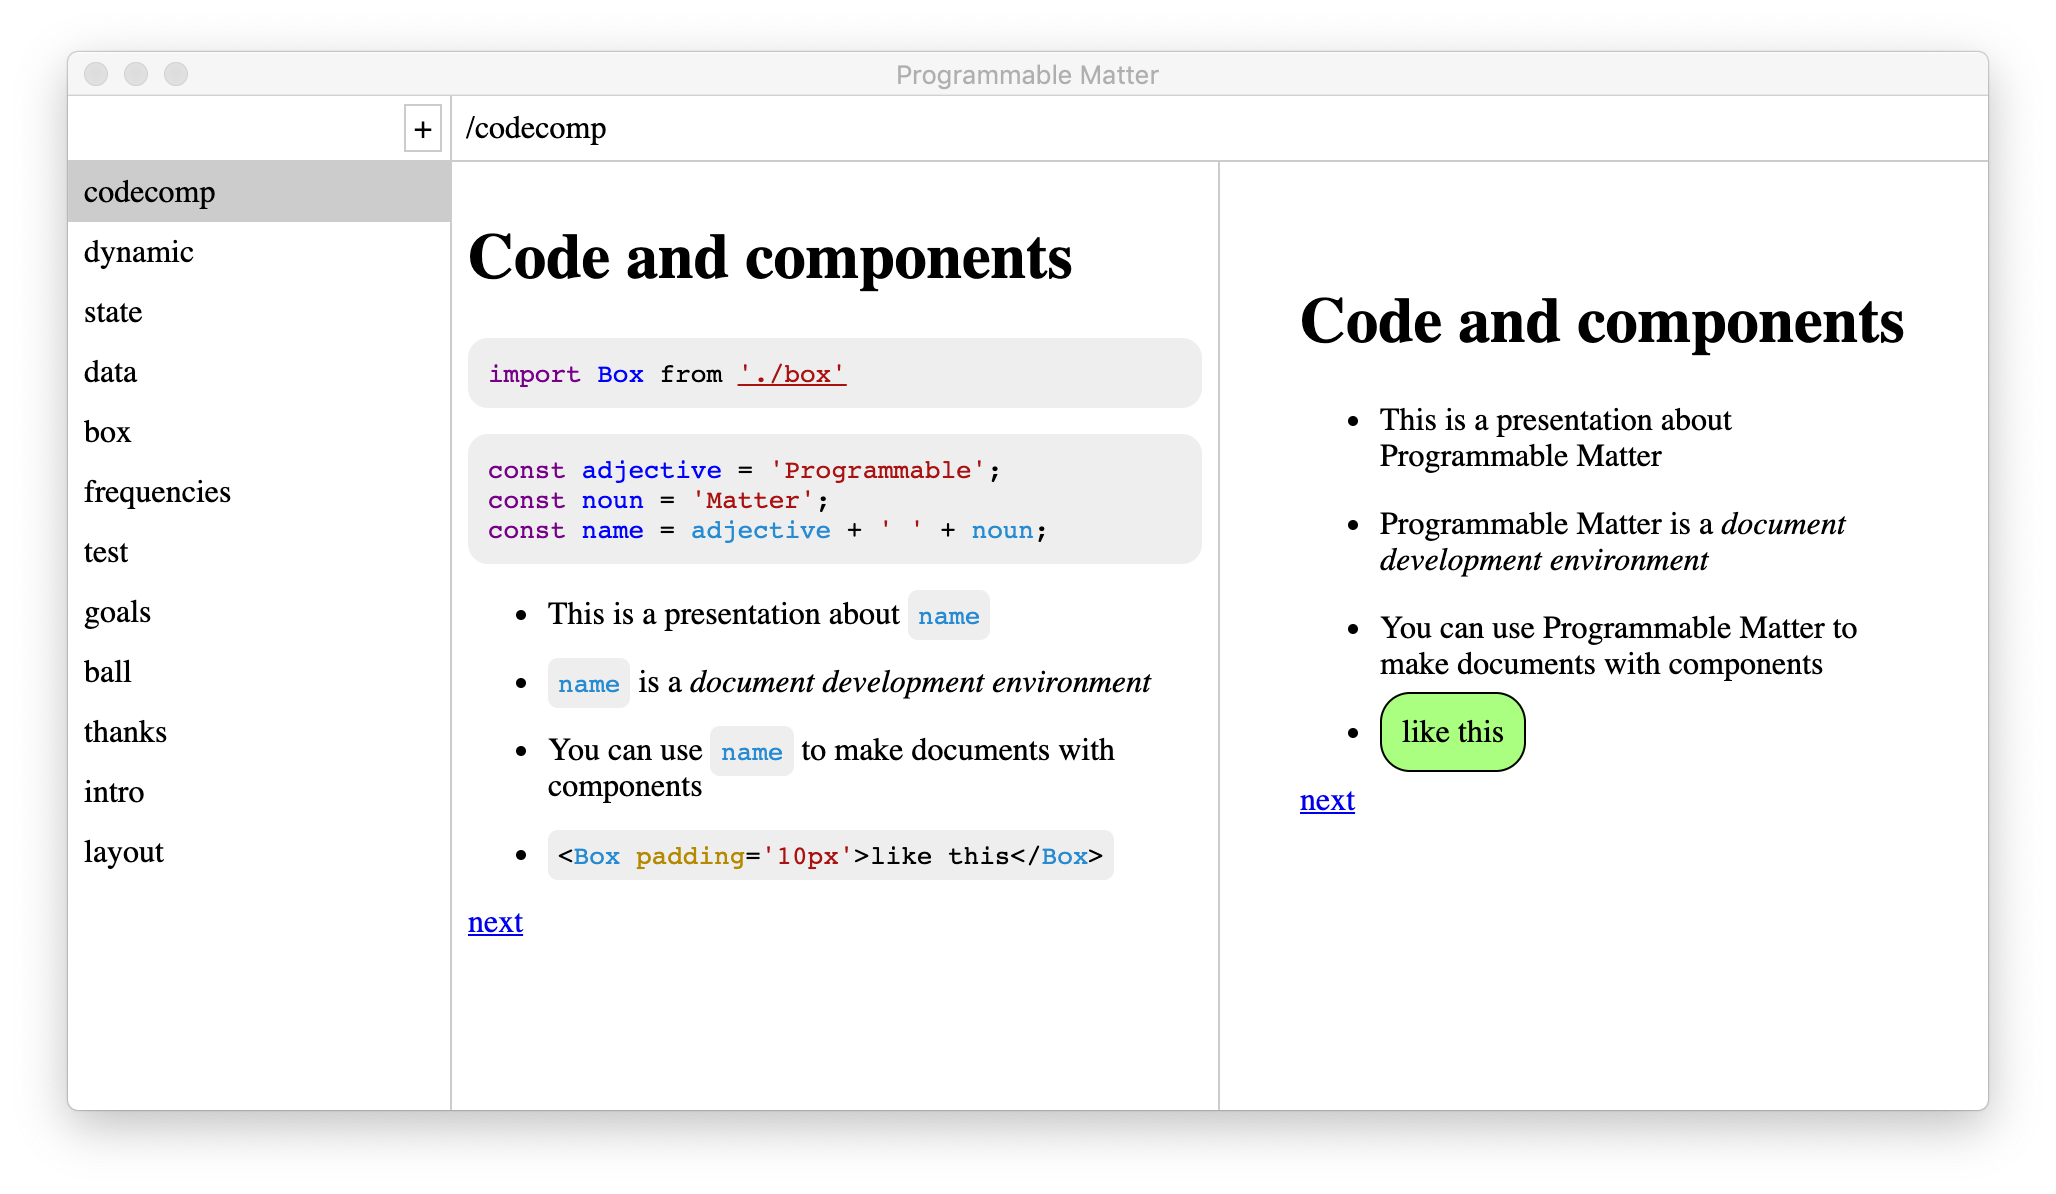 Programmable Matter
+
/codecomp
codecomp
dynamic
state
data
box
frequencies
test
goals
ball
thanks
intro
layout
Code and components
import Box from './box'
const adjective = 'Programmable';
const noun = 'Matter';
const name = adjective + ' ' + noun;
• This is a presentation about name
• name is a document development environment
• You can use name to make documents with
components
• <Box padding='10px'>like this</Box>
next
Code and components
• This is a presentation about
Programmable Matter
• Programmable Matter is a document
development environment
• You can use Programmable Matter to
make documents with components
• like this
next